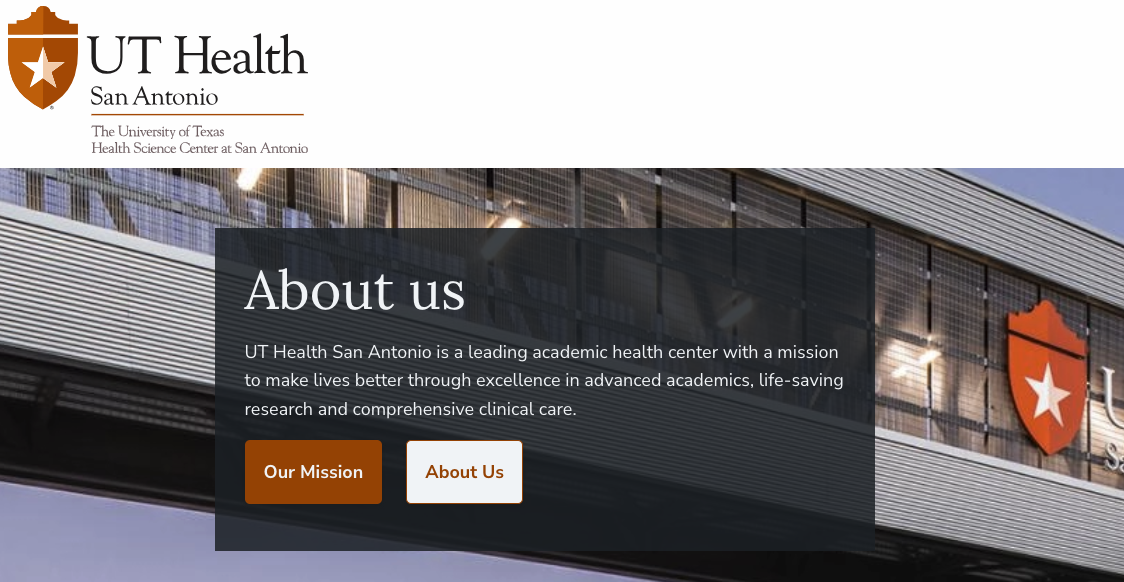 UT Health
San Antonio
The University of Texas
Health Science Center at San Antonio
About us
UT Health San Antonio is a leading academic health center with a mission
to make lives better through excellence in advanced academics, life-saving
research and comprehensive clinical care.
Our Mission
About Us